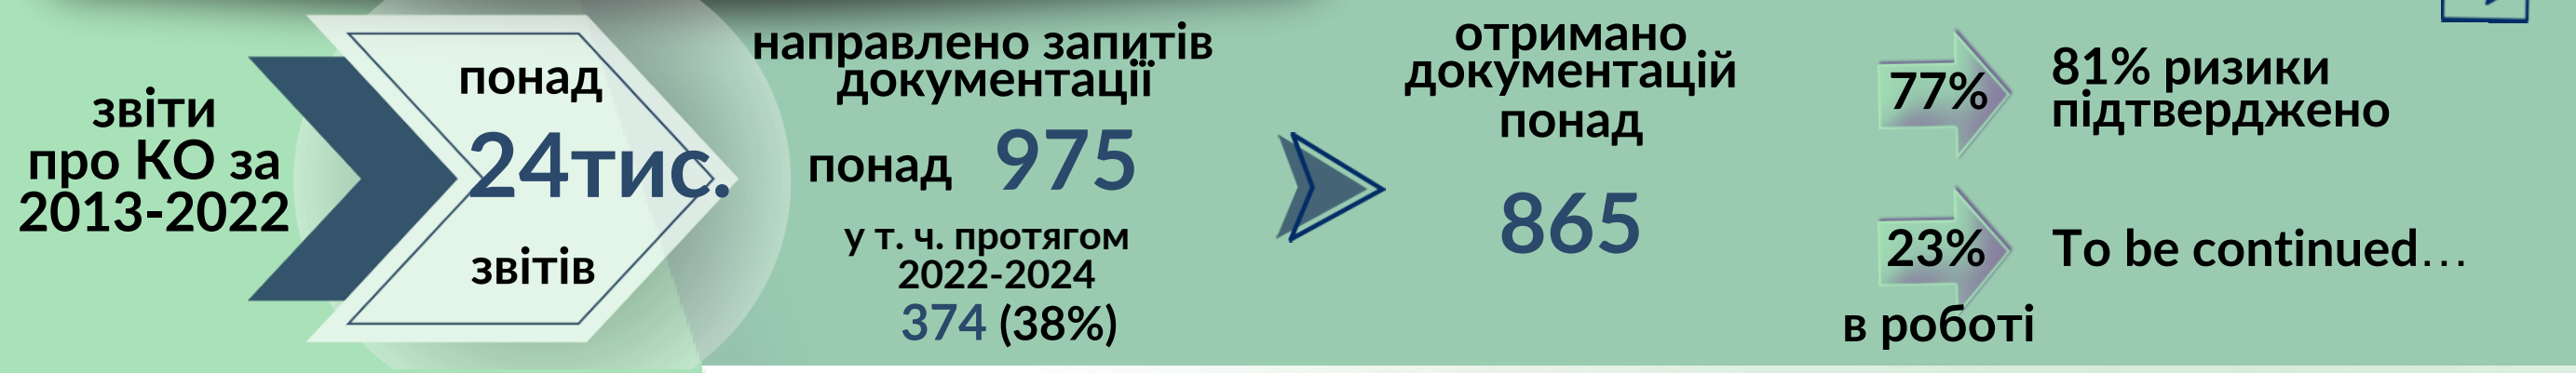 звіти
про КО за
2013-2022
понад
24тис.
звітів
направлено запитів
документації
понад 975
у т. ч. протягом
2022-2024
374 (38%)
отримано
документацій
понад
865
77%
81% ризики
підтверджено
23%
To be continued…
в роботі